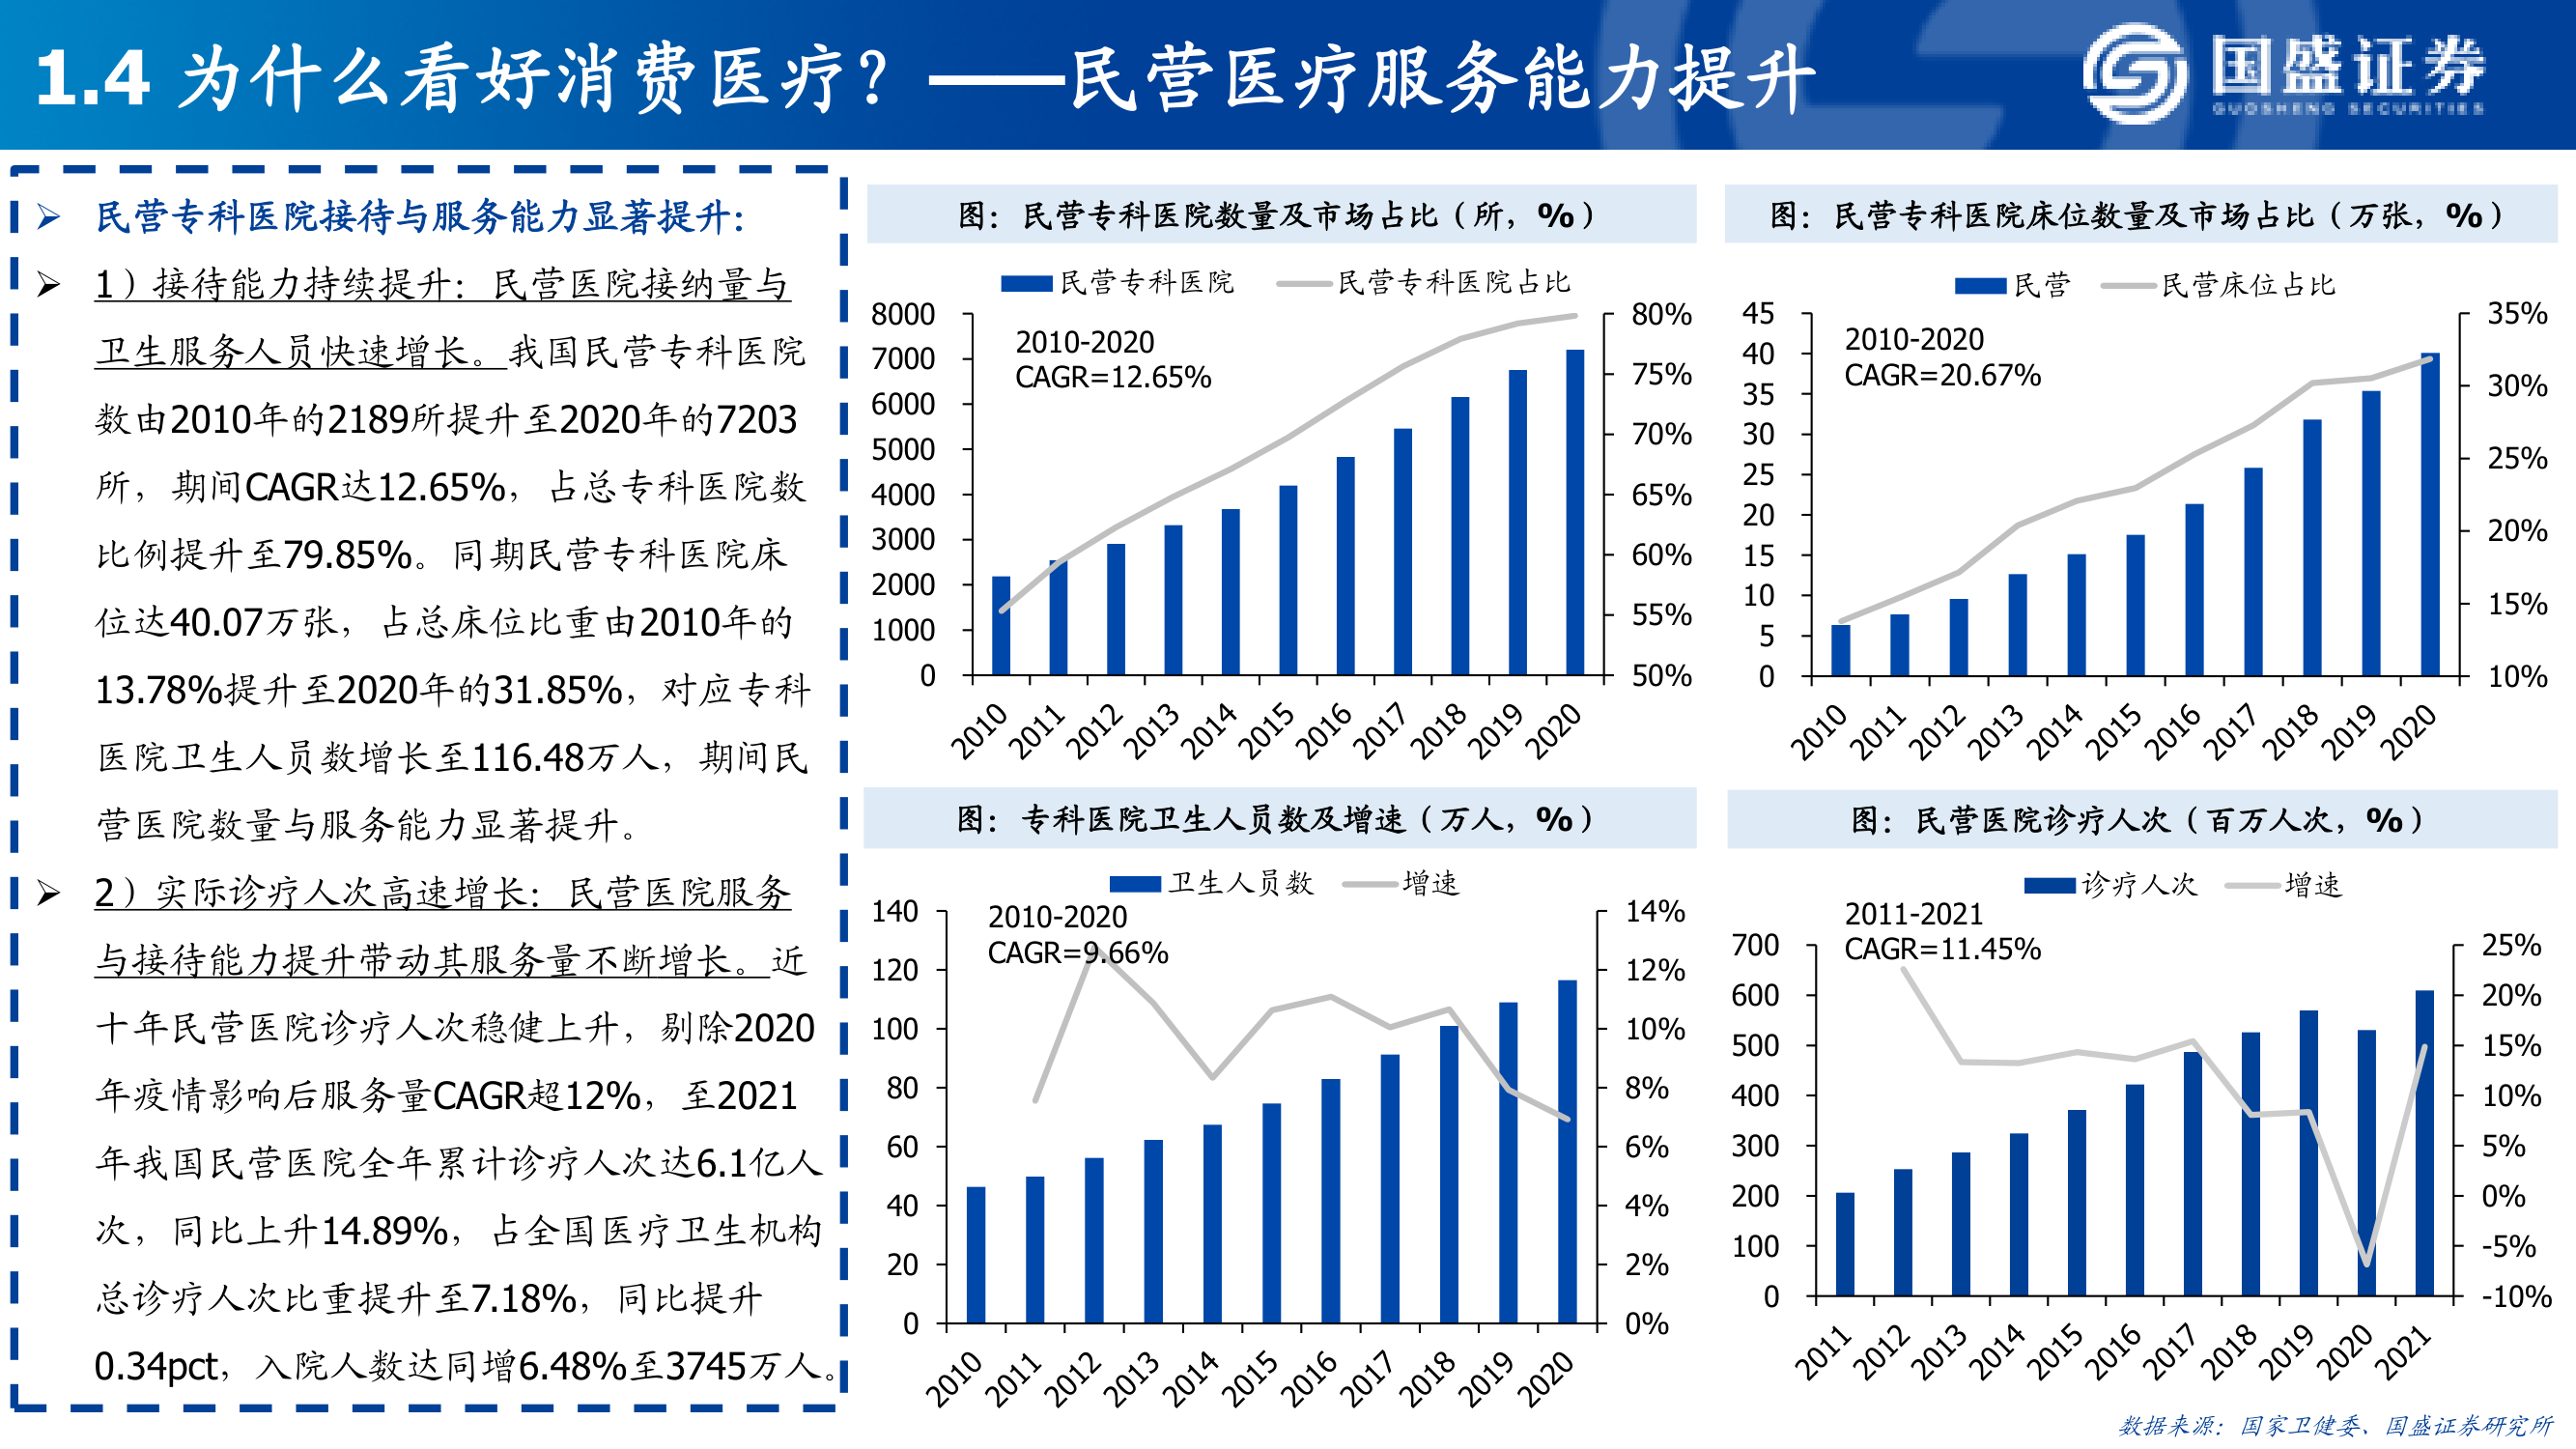 1.4 为什么看好消费医疗？——民营医疗服务能力提升
国盛证券
GUOSHENG SECURITIES
民营专科医院接待与服务能力显著提升：
1）接待能力持续提升：民营医院接纳量与
卫生服务人员快速增长。我国民营专科医院
数由2010年的2189所提升至2020年的7203
所，期间CAGR达12.65%，占总专科医院数
比例提升至79.85%。同期民营专科医院床
位达40.07万张，占总床位比重由2010年的
13.78%提升至2020年的31.85%，对应专科
医院卫生人员数增长至116.48万人，期间民
营医院数量与服务能力显著提升。
2）实际诊疗人次高速增长：民营医院服务
与接待能力提升带动其服务量不断增长。近
十年民营医院诊疗人次稳健上升，剔除2020
年疫情影响后服务量CAGR超12%，至2021
年我国民营医院全年累计诊疗人次达6.1亿人
次，同比上升14.89%，占全国医疗卫生机构
总诊疗人次比重提升至7.18%，同比提升
0.34pct，入院人数达同增6.48%至3745万人。
图：民营专科医院数量及市场占比（所，%）
民营专科医院 民营专科医院占比
2010-2020
CAGR=12.65%
8000
7000
6000
5000
4000
3000
2000
1000
0
80%
75%
70%
65%
60%
55%
50%
2010 2011 2012 2013 2014 2015 2016 2017 2018 2019 2020
图：民营专科医院床位数量及市场占比（万张，%）
民营 民营床位占比
2010-2020
CAGR=20.67%
45
40
35
30
25
20
15
10
5
0
35%
30%
25%
20%
15%
10%
2010 2011 2012 2013 2014 2015 2016 2017 2018 2019 2020
图：专科医院卫生人员数及增速（万人，%）
卫生人员数 增速
2010-2020
CAGR=9.66%
140
120
100
80
60
40
20
0
14%
12%
10%
8%
6%
4%
2%
0%
2010 2011 2012 2013 2014 2015 2016 2017 2018 2019 2020
图：民营医院诊疗人次（百万人次，%）
诊疗人次 增速
2011-2021
CAGR=11.45%
700
600
500
400
300
200
100
0
25%
20%
15%
10%
5%
0%
-5%
-10%
2011 2012 2013 2014 2015 2016 2017 2018 2019 2020 2021
数据来源：国家卫健委、国盛证券研究所